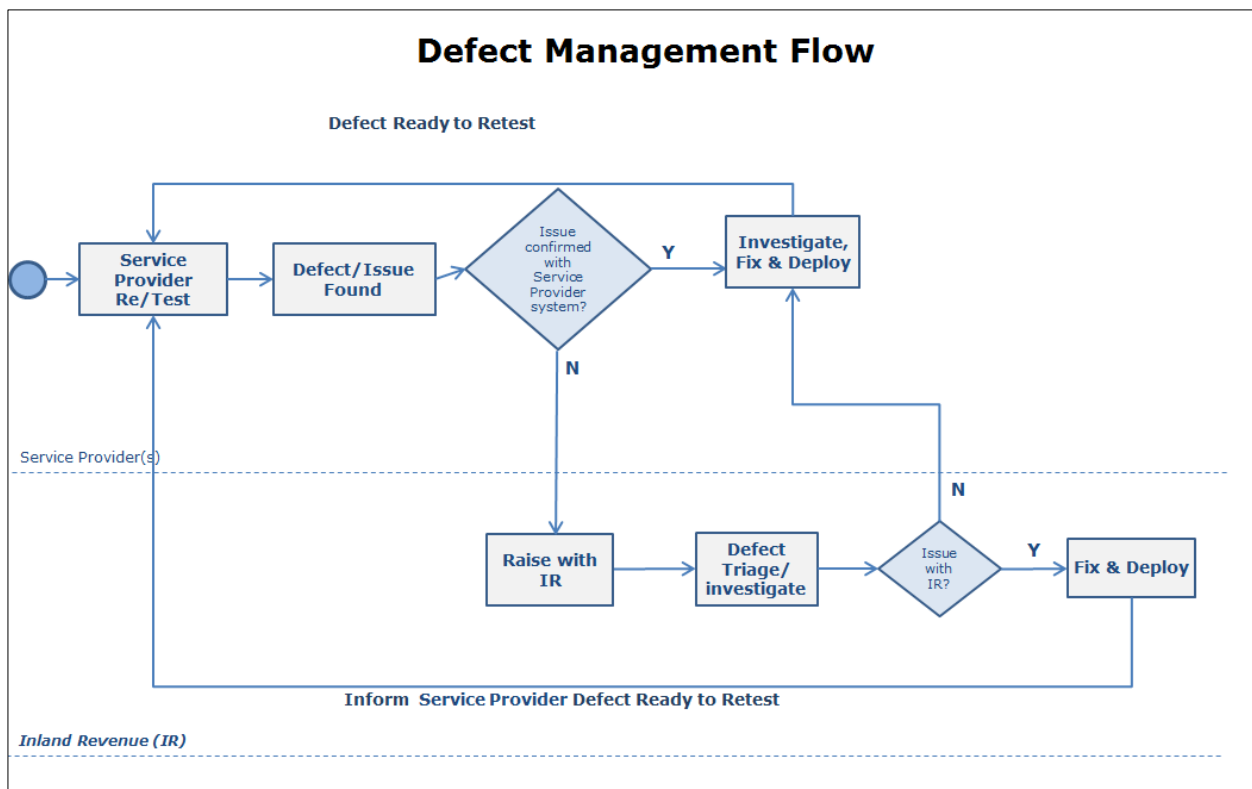 Defect Management Flow
Defect Ready to Retest
Service
Provider
Re/Test
Defect/Issue
Found
Issue
confirmed
with
Service
Provider
system?
Y
Investigate,
Fix & Deploy
N
Service Provider(s)
Raise with
IR
Defect
Triage/
investigate
Issue
with
IR?
N
Y
Fix & Deploy
Inform Service Provider Defect Ready to Retest
Inland Revenue (IR)